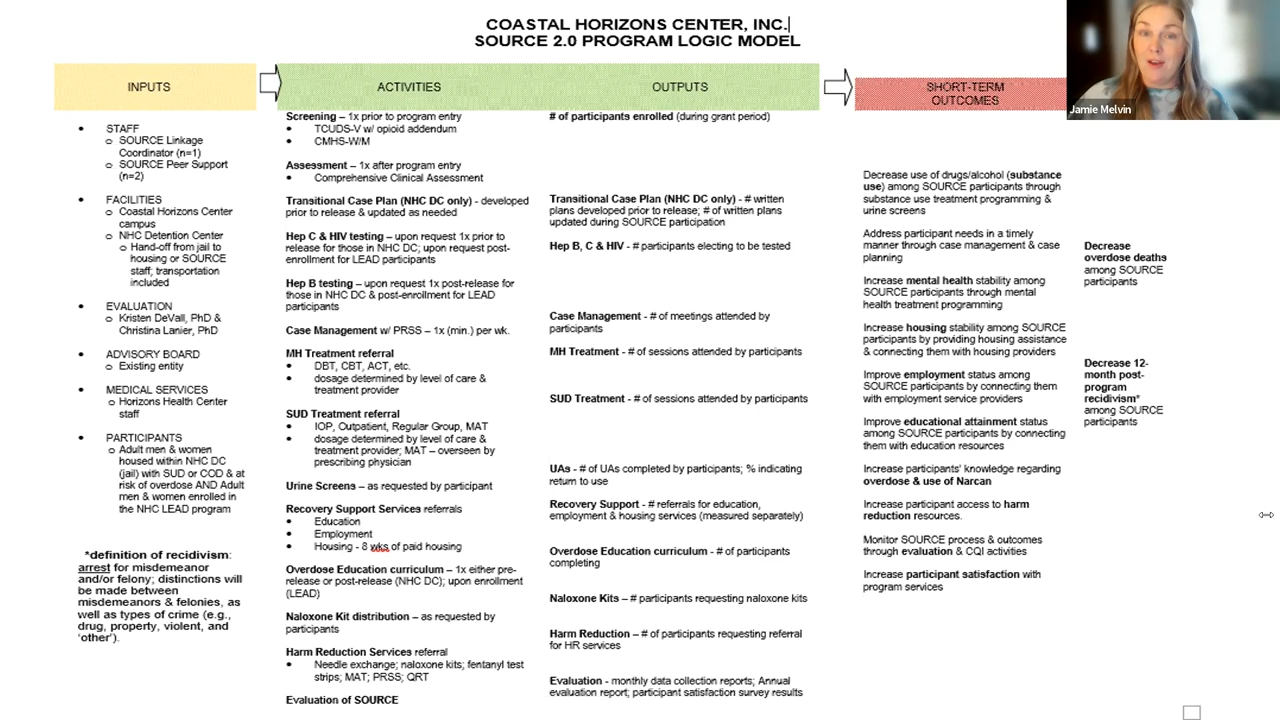 COASTAL HORIZONS CENTER, INC.
SOURCE 2.0 PROGRAM LOGIC MODEL
Jamie Melvin
INPUTS
STAFF
SOURCE Linkage
Coordinator (n=1)
SOURCE Peer Support
(n=2)
FACILITIES
Coastal Horizons Center
campus
NHC Detention Center
Hand-off from jail to
housing or SOURCE
staff; transportation
included
EVALUATION
Kristen DeVall, PhD &
Christina Lanier, PhD
ADVISORY BOARD
Existing entity
MEDICAL SERVICES
Horizons Health Center
staff
PARTICIPANTS
Adult men & women
housed within NHC DC
(jail) with SUD or COD & at
risk of overdose AND Adult
men & women enrolled in
the NHC LEAD program
*definition of recidivism:
arrest for misdemeanor
and/or felony; distinctions will
be made between
misdemeanors & felonies, as
well as types of crime (e.g.,
drug, property, violent, and
‘other’).
ACTIVITIES
Screening – 1x prior to program entry
TCUDS-V w/ opioid addendum
CMHS-W/M
Assessment – 1x after program entry
Comprehensive Clinical Assessment
Transitional Case Plan (NHC DC only) - developed
prior to release & updated as needed
Hep C & HIV testing – upon request 1x prior to
release for those in NHC DC; upon request post-
enrollment for LEAD participants
Hep B testing – upon request 1x post-release for
those in NHC DC & post-enrollment for LEAD
participants
Case Management w/ PRSS – 1x (min.) per wk.
MH Treatment referral
DBT, CBT, ACT, etc.
dosage determined by level of care &
treatment provider
SUD Treatment referral
IOP, Outpatient, Regular Group, MAT
dosage determined by level of care &
treatment provider; MAT – overseen by
prescribing physician
Urine Screens – as requested by participant
Recovery Support Services referrals
Education
Employment
Housing - 8 wks of paid housing
Overdose Education curriculum – 1x either pre-
release or post-release (NHC DC); upon enrollment
(LEAD)
Naloxone Kit distribution – as requested by
participants
Harm Reduction Services referral
Needle exchange; naloxone kits; fentanyl test
strips; MAT; PRSS; QRT
Evaluation of SOURCE
OUTPUTS
# of participants enrolled (during grant period)
Transitional Case Plan (NHC DC only) - # written
plans developed prior to release; # of written plans
updated during SOURCE participation
Hep B, C & HIV - # participants electing to be tested
Case Management - # of meetings attended by
participants
MH Treatment - # of sessions attended by participants
SUD Treatment - # of sessions attended by participants
UAs - # of UAs completed by participants; % indicating
return to use
Recovery Support - # referrals for education,
employment & housing services (measured separately)
Overdose Education curriculum - # of participants
completing
Naloxone Kits – # participants requesting naloxone kits
Harm Reduction – # of participants requesting referral
for HR services
Evaluation - monthly data collection reports; Annual
evaluation report; participant satisfaction survey results
SHORT-TERM
OUTCOMES
Decrease use of drugs/alcohol (substance
use) among SOURCE participants through
substance use treatment programming &
urine screens
Address participant needs in a timely
manner through case management & case
planning
Increase mental health stability among
SOURCE participants through mental
health treatment programming
Increase housing stability among SOURCE
participants by providing housing assistance
& connecting them with housing providers
Improve employment status among
SOURCE participants by connecting them
with employment service providers
Improve educational attainment status
among SOURCE participants by connecting
them with education resources
Increase participants' knowledge regarding
overdose & use of Narcan
Increase participant access to harm
reduction resources.
Monitor SOURCE process & outcomes
through evaluation & CQI activities
Increase participant satisfaction with
program services
Decrease
overdose deaths
among SOURCE
participants
Decrease 12-
month post-
program
recidivism*
among SOURCE
participants